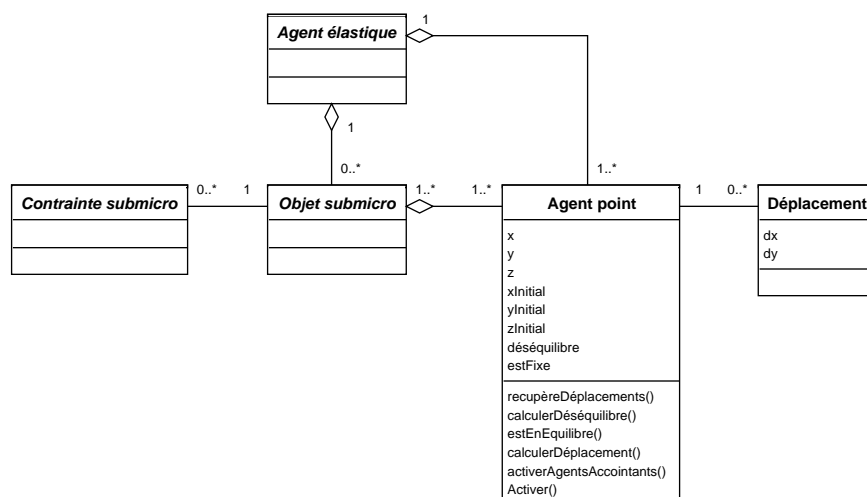 Agent élastique
1
1
0..*
1..*
Contrainte submicro
0..*
1
Objet submicro
1..*
1..*
Agent point
1
0..*
Déplacement
x
y
z
xInitial
yInitial
zInitial
déséquilibre
estFixe
dx
dy
recupèreDéplacements()
calculerDéséquilibre()
estEnEquilibre()
calculerDéplacement()
activerAgentsAccointants()
Activer()